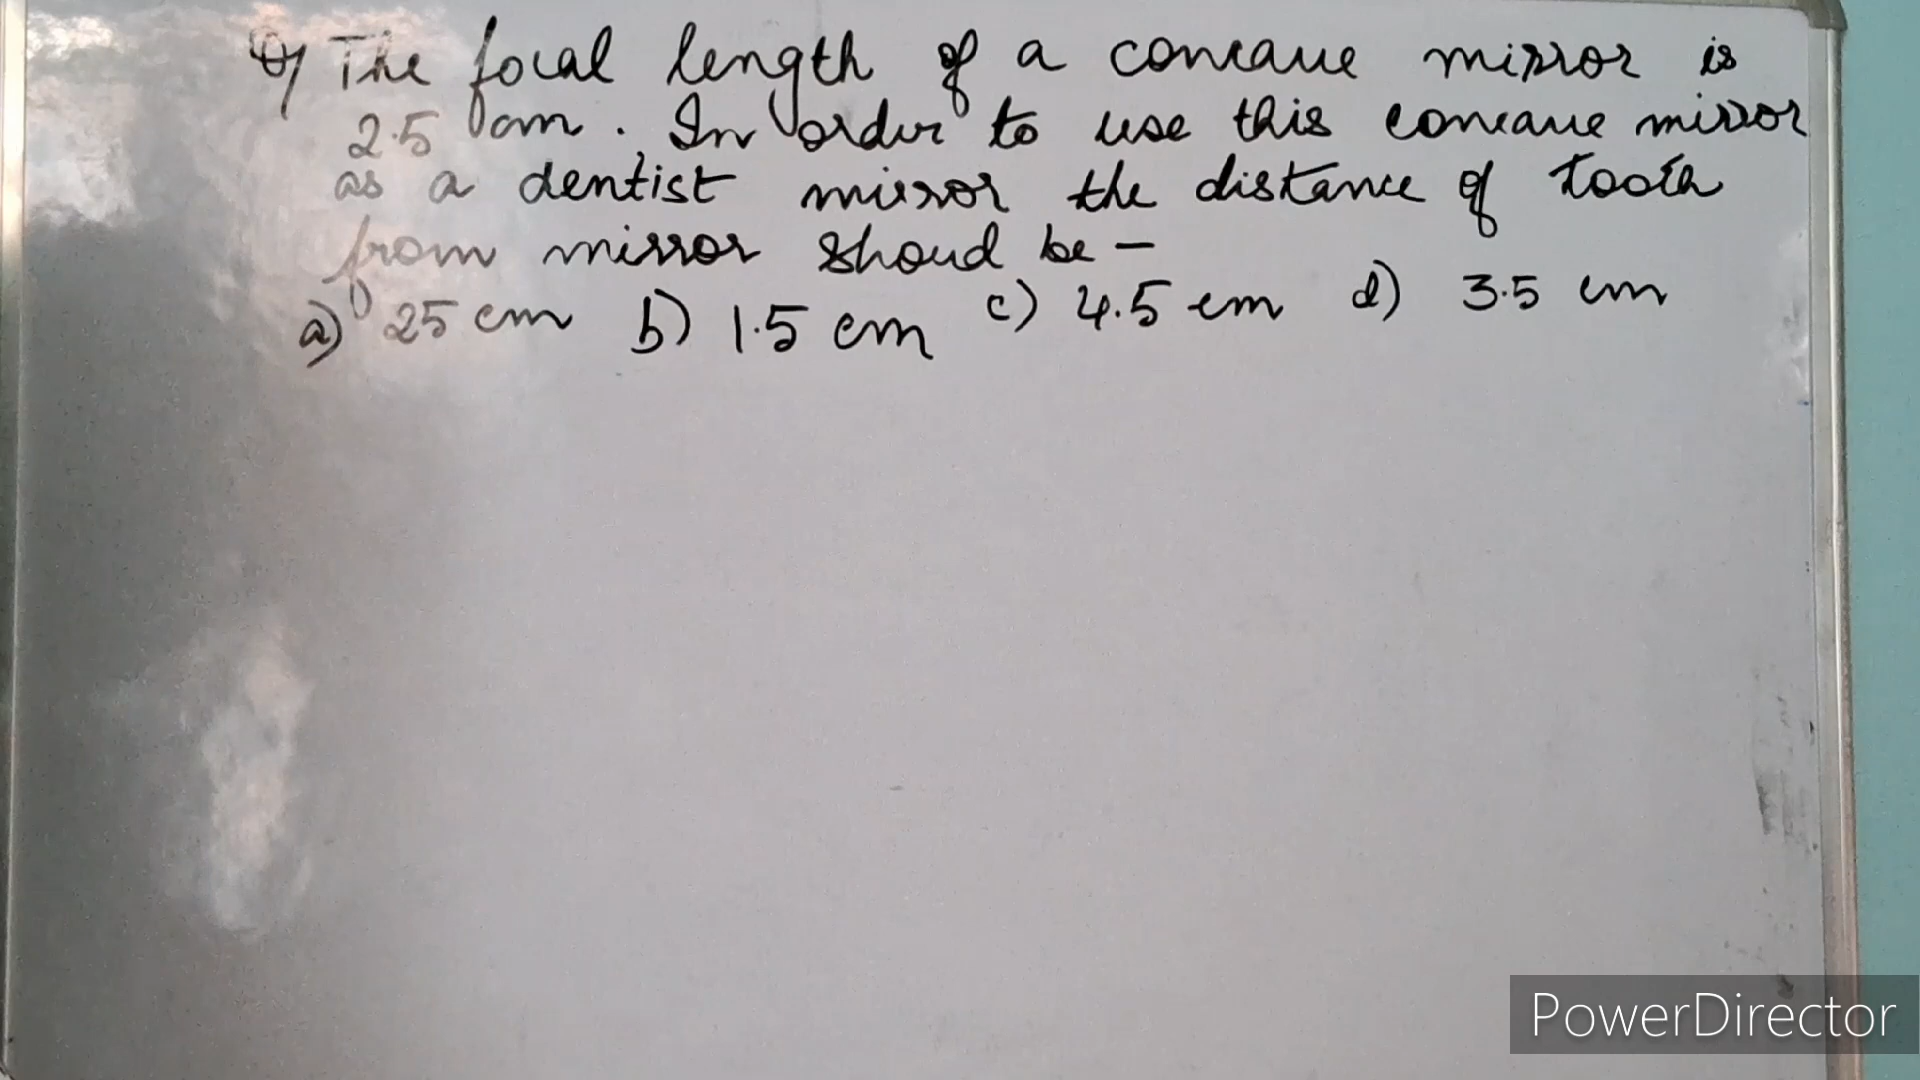 Q) The focal length of a concave mirror is
2.5 cm. In order to use this concave mirror
as a dentist mirror the distance of tooth
from mirror shoud be -
a) 25 cm b) 1.5 cm c) 4.5 cm d) 3.5 cm
PowerDirector